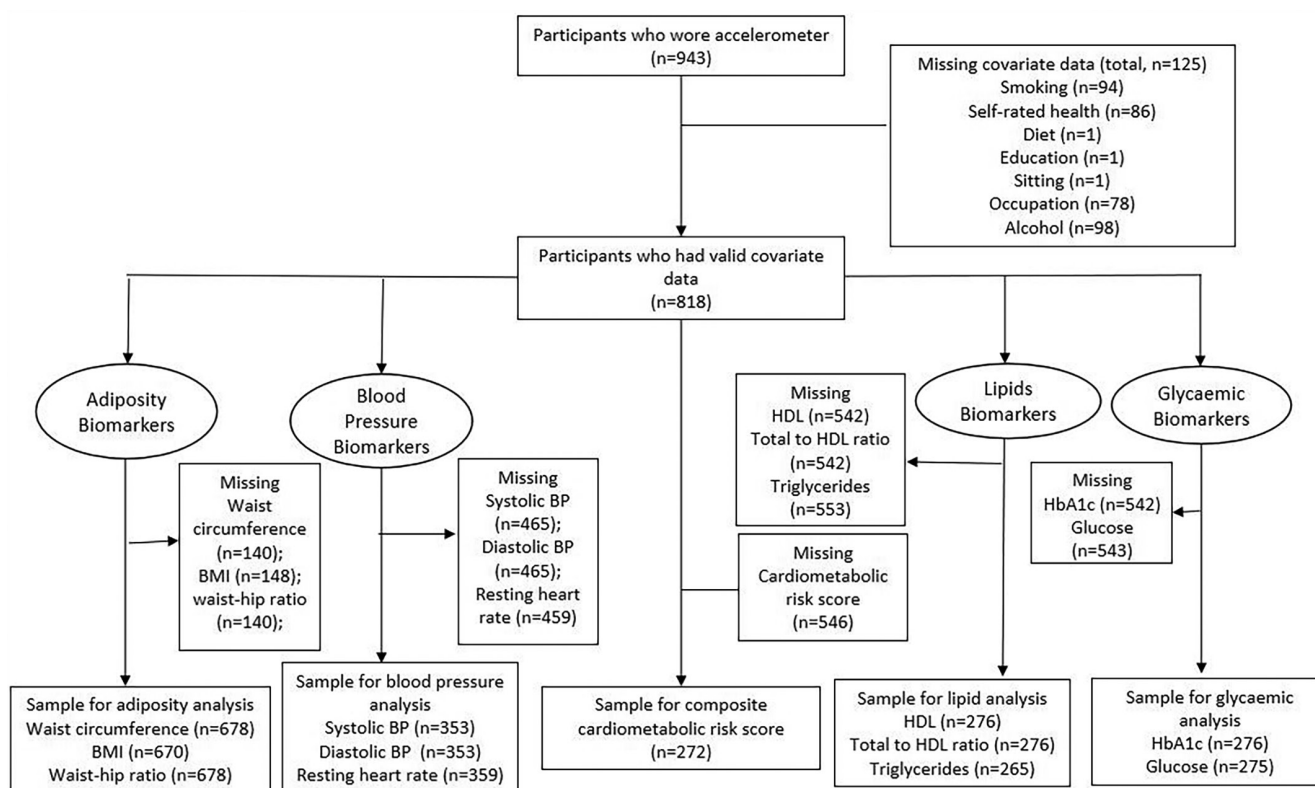 Participants who wore accelerometer
(n=943)
Missing covariate data (total, n=125)
Smoking (n=94)
Self-rated health (n=86)
Diet (n=1)
Education (n=1)
Sitting (n=1)
Occupation (n=78)
Alcohol (n=98)
Participants who had valid covariate
data
(n=818)
Adiposity
Biomarkers
Blood
Pressure
Biomarkers
Lipids
Biomarkers
Glycaemic
Biomarkers
Missing
Waist
circumference
(n=140);
BMI (n=148);
waist-hip ratio
(n=140);
Missing
Systolic BP
(n=465);
Diastolic BP
(n=465);
Resting heart
rate (n=459)
Missing
HDL (n=542)
Total to HDL ratio
(n=542)
Triglycerides
(n=553)
Missing
Cardiometabolic
risk score
(n=546)
Missing
HbA1c (n=542)
Glucose
(n=543)
Sample for adiposity analysis
Waist circumference (n=678)
BMI (n=670)
Waist-hip ratio (n=678)
Sample for blood pressure
analysis
Systolic BP (n=353)
Diastolic BP (n=353)
Resting heart rate (n=359)
Sample for composite
cardiometabolic risk score
(n=272)
Sample for lipid analysis
HDL (n=276)
Total to HDL ratio (n=276)
Triglycerides (n=265)
Sample for glycaemic
analysis
HbA1c (n=276)
Glucose (n=275)